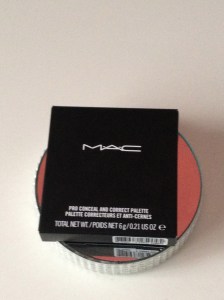 MAC
PRO CONCEAL AND CORRECT PALETTE
PALETTE CORRECTEURS ET ANTI-CERNES
TOTAL NET WT./POIDS NET 6 g/0.21 US OZ ℮